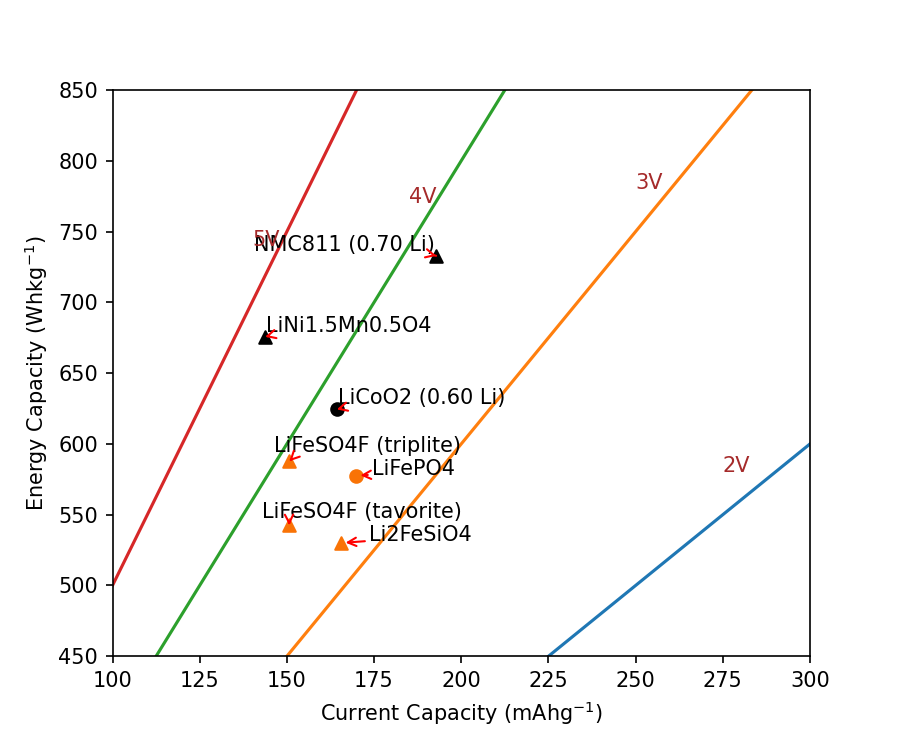 850
800
750
700
650
600
550
500
450
Energy Capacity (Whkg⁻¹)
5V
4V
3V
2V
NMC811 (0.70 Li)
LiNi1.5Mn0.5O4
LiCoO2 (0.60 Li)
LiFeSO4F (triplite)
LiFePO4
LiFeSO4F (tavorite)
Li2FeSiO4
100 125 150 175 200 225 250 275 300
Current Capacity (mAhg⁻¹)